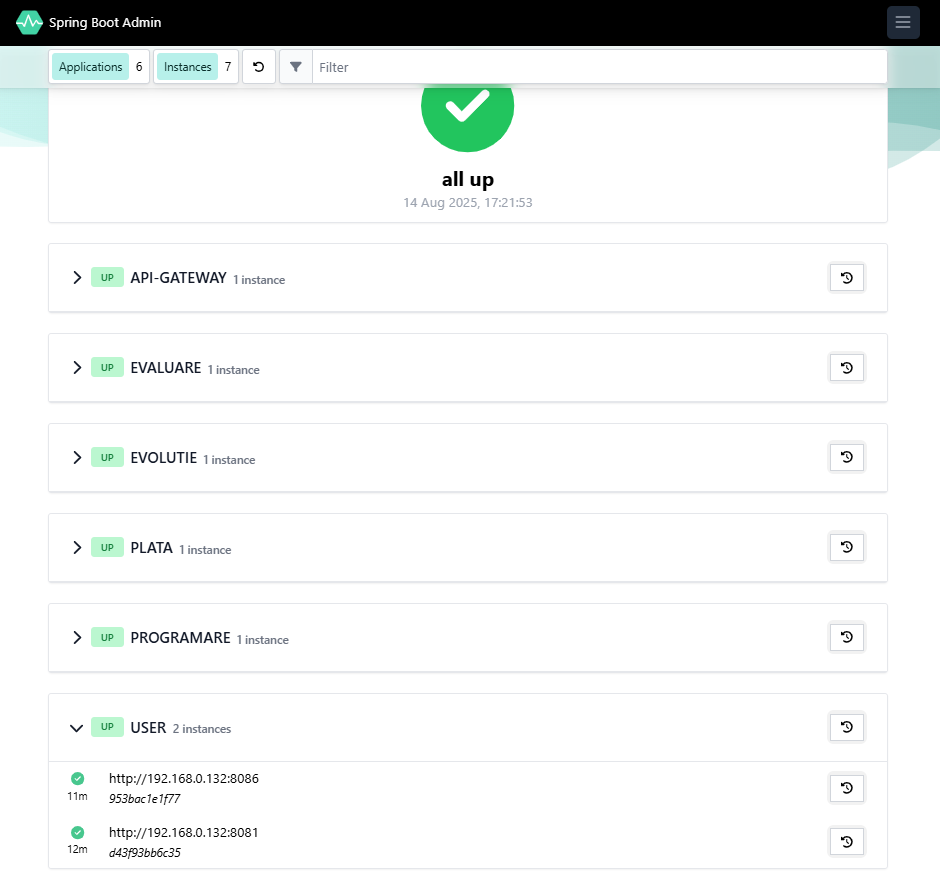 Spring Boot Admin
Applications 6 Instances 7 Filter
all up
14 Aug 2025, 17:21:53
UP API-GATEWAY 1 instance
UP EVALUARE 1 instance
UP EVOLUTIE 1 instance
UP PLATA 1 instance
UP PROGRAMARE 1 instance
UP USER 2 instances
http://192.168.0.132:8086
11m 953bac1e1f77
http://192.168.0.132:8081
12m d43f93bb6c35